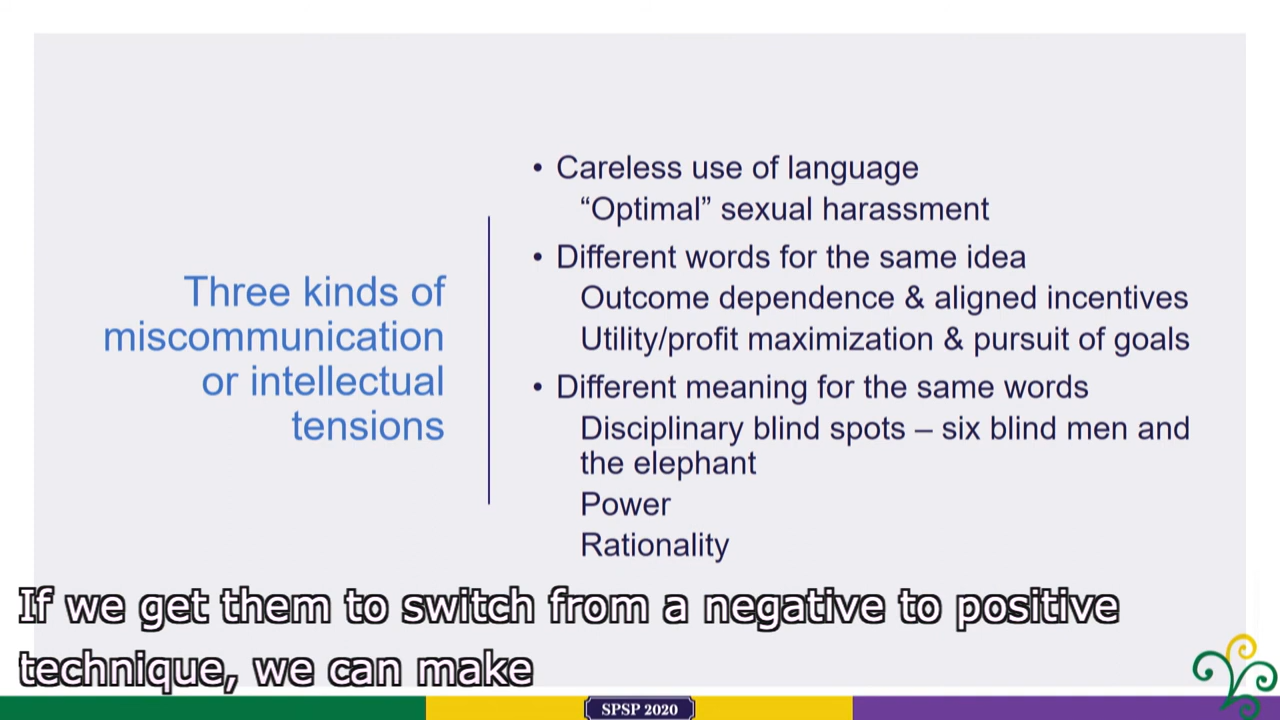 Three kinds of
miscommunication
or intellectual
tensions
• Careless use of language
“Optimal” sexual harassment
• Different words for the same idea
Outcome dependence & aligned incentives
Utility/profit maximization & pursuit of goals
• Different meaning for the same words
Disciplinary blind spots – six blind men and
the elephant
Power
Rationality
If we get them to switch from a negative to positive
technique, we can make
SPSP 2020